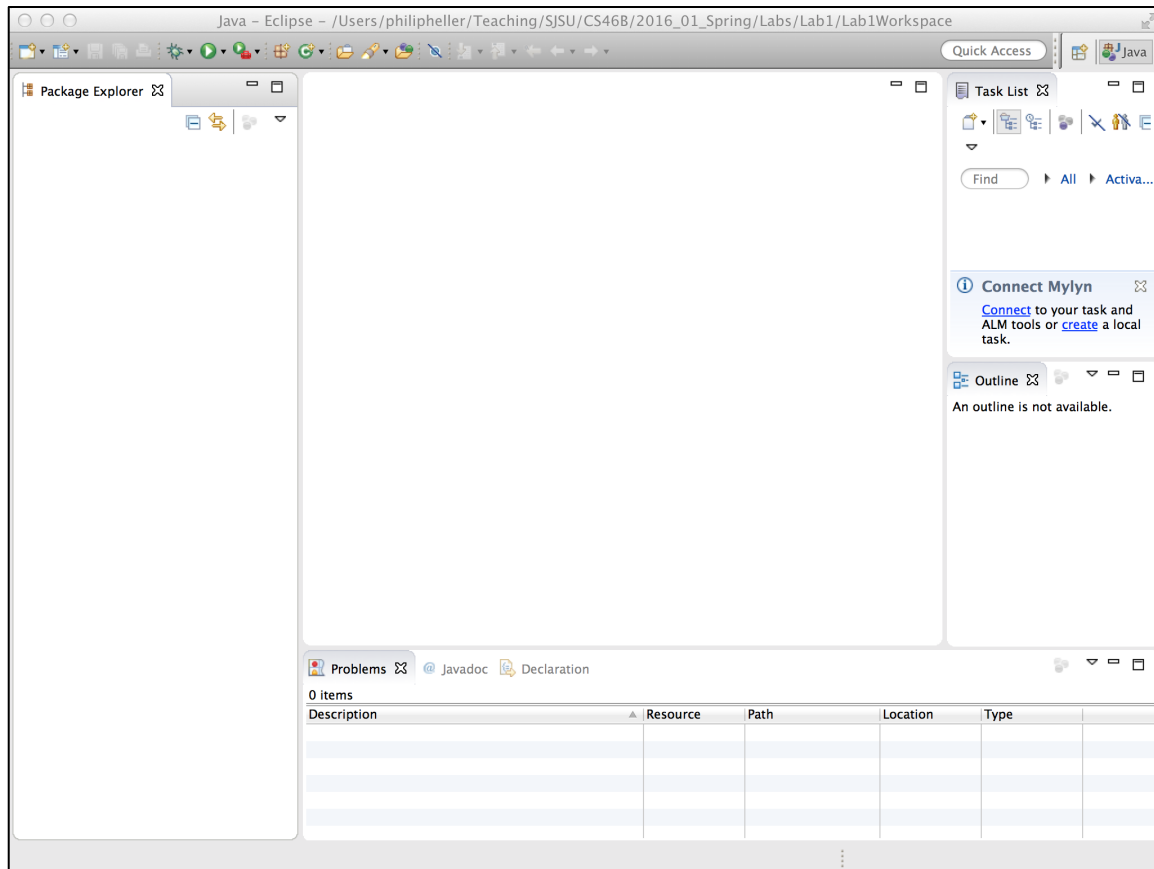 Java – Eclipse – /Users/philipheller/Teaching/SJSU/CS46B/2016_01_Spring/Labs/Lab1/Lab1Workspace
Quick Access
Java
Package Explorer
Task List
Find
All
Activa...
Connect Mylyn
Connect to your task and
ALM tools or create a local
task.
Outline
An outline is not available.
Problems @ Javadoc Declaration
0 items
Description Resource Path Location Type